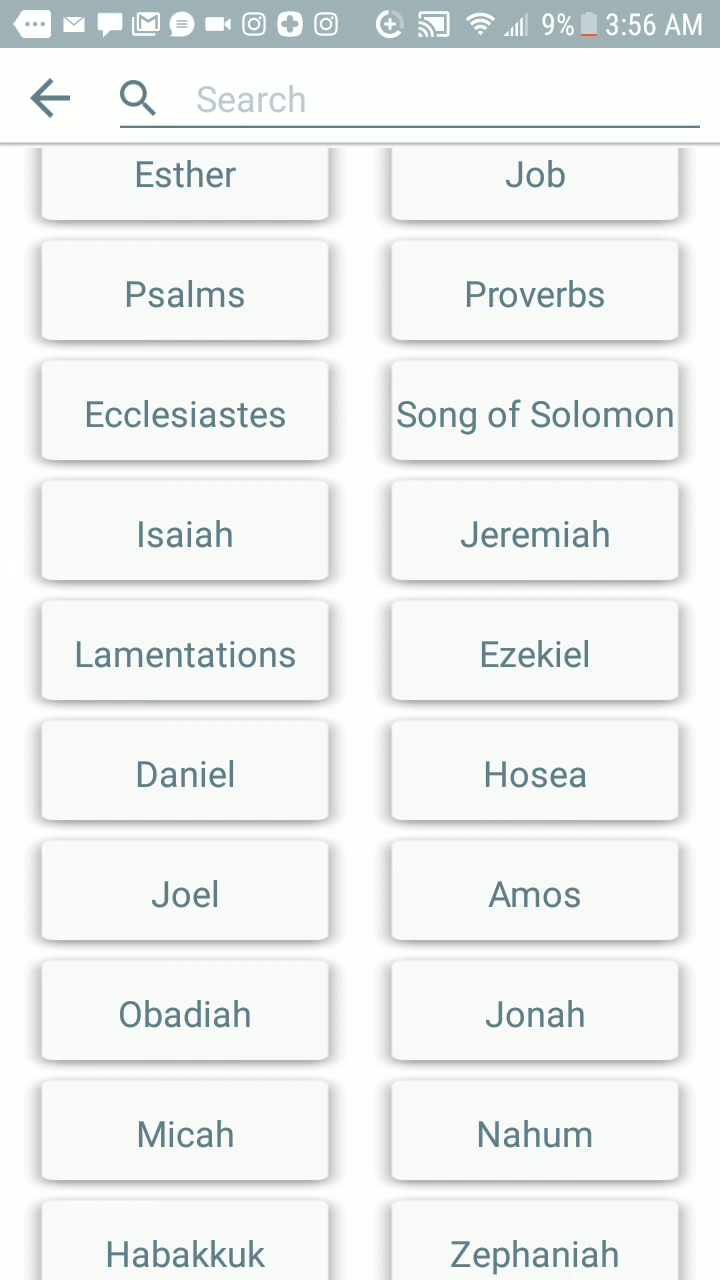 9% 3:56 AM
Search
Esther Job
Psalms Proverbs
Ecclesiastes Song of Solomon
Isaiah Jeremiah
Lamentations Ezekiel
Daniel Hosea
Joel Amos
Obadiah Jonah
Micah Nahum
Habakkuk Zephaniah